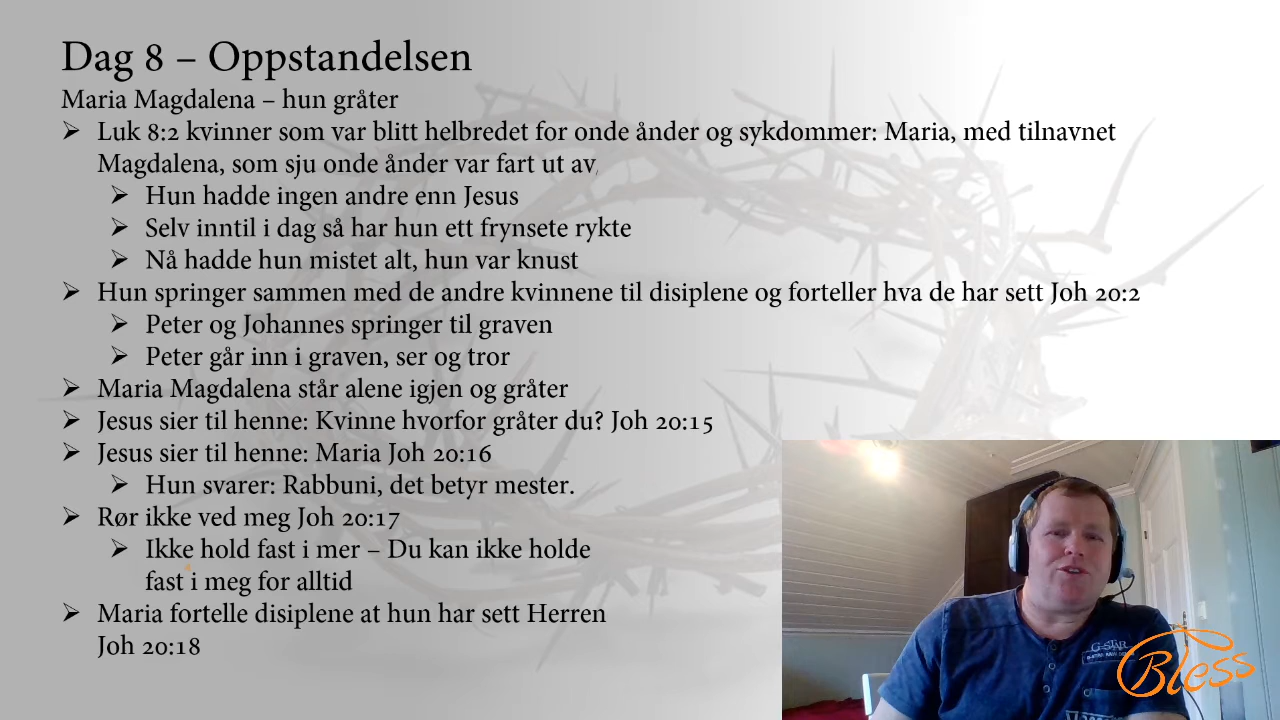 Dag 8 – Oppstandelsen
Maria Magdalena – hun gråter
➢ Luk 8:2 kvinner som var blitt helbredet for onde ånder og sykdommer: Maria, med tilnavnet
Magdalena, som sju onde ånder var fart ut av,
➢ Hun hadde ingen andre enn Jesus
➢ Selv inntil i dag så har hun ett frynsete rykte
➢ Nå hadde hun mistet alt, hun var knust
➢ Hun springer sammen med de andre kvinnene til disiplene og forteller hva de har sett Joh 20:2
➢ Peter og Johannes springer til graven
➢ Peter går inn i graven, ser og tror
➢ Maria Magdalena står alene igjen og gråter
➢ Jesus sier til henne: Kvinne hvorfor gråter du? Joh 20:15
➢ Jesus sier til henne: Maria Joh 20:16
➢ Hun svarer: Rabbuni, det betyr mester.
➢ Rør ikke ved meg Joh 20:17
➢ Ikke hold fast i mer – Du kan ikke holde
fast i meg for alltid
➢ Maria fortelle disiplene at hun har sett Herren
Joh 20:18
G-STAR
Bless